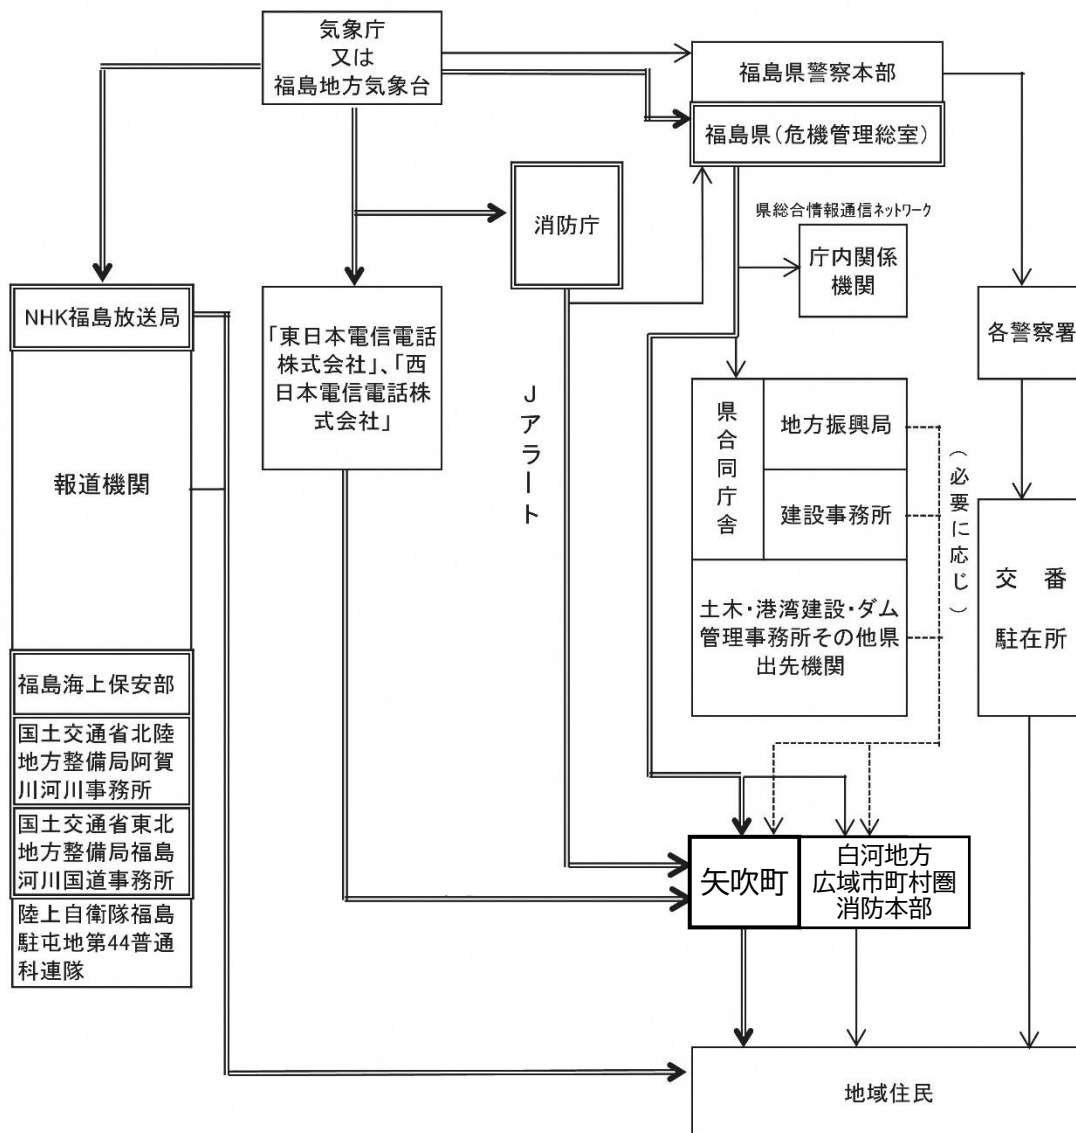 気象庁
又は
福島地方気象台
福島県警察本部
福島県(危機管理総室)
消防庁
県総合情報通信ネットワーク
庁内関係
機関
NHK福島放送局
「東日本電信電話
株式会社」、「西
日本電信電話株
式会社」
Jアラート
各警察署
県合同庁舎
地方振興局
建設事務所
(必要に応じ)
報道機関
交 番
駐在所
土木・港湾建設・ダム
管理事務所その他県
出先機関
福島海上保安部
国土交通省北陸
地方整備局阿賀
川河川事務所
国土交通省東北
地方整備局福島
河川国道事務所
陸上自衛隊福島
駐屯地第44普通
科連隊
矢吹町
白河地方
広域市町村圏
消防本部
地域住民